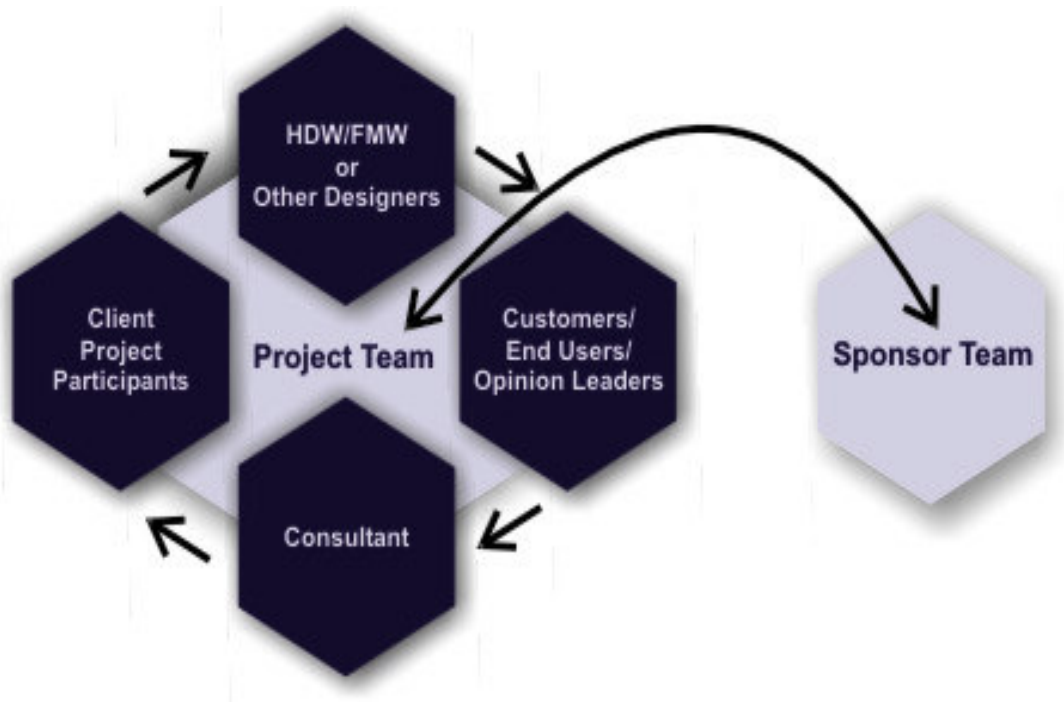 HDW/FMW
or
Other Designers
Client
Project
Participants
Project Team
Customers/
End Users/
Opinion Leaders
Sponsor Team
Consultant